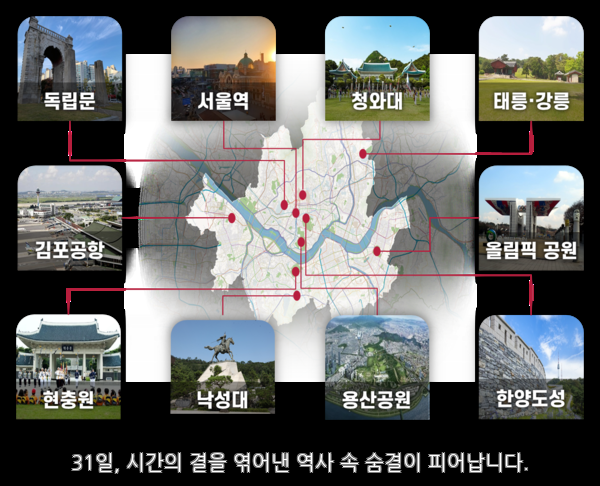 독립문
서울역
청와대
태릉·강릉
김포공항
올림픽 공원
현충원
낙성대
용산공원
한양도성
31일, 시간의 결을 엮어낸 역사 속 숨결이 피어납니다.